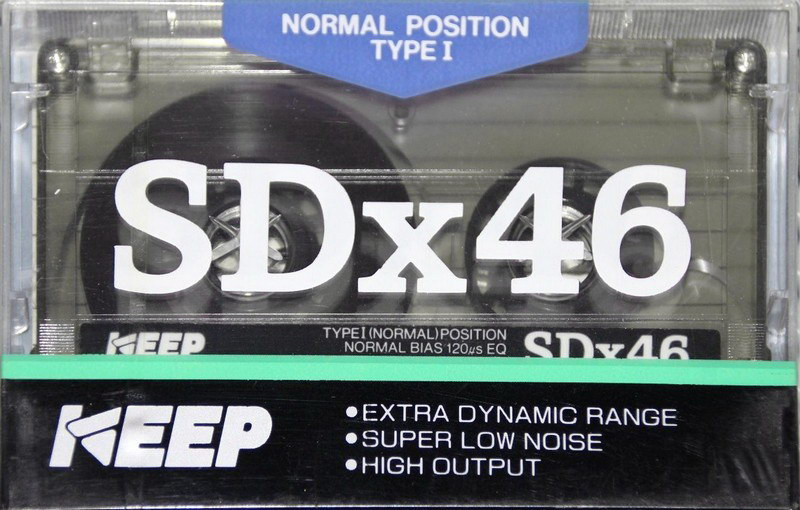 NORMAL POSITION
TYPE I
SDx46
KEEP
TYPE I (NORMAL) POSITION
NORMAL BIAS 120µs EQ
SDx46
KEEP
•EXTRA DYNAMIC RANGE
•SUPER LOW NOISE
•HIGH OUTPUT